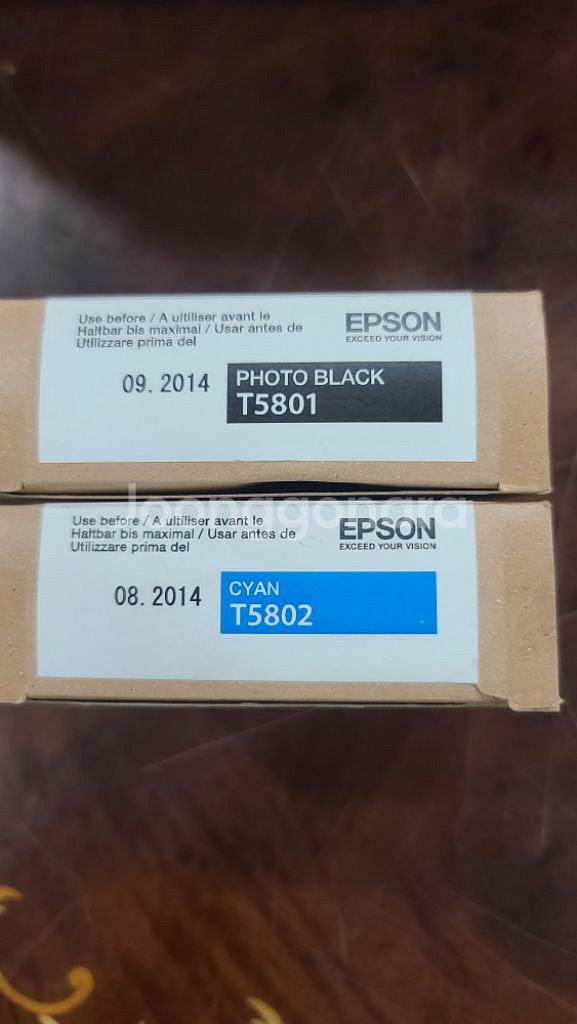 Use before / A ultiliser avant le
Haltbar bis maximal / Usar antes de
Utilizzare prima del
EPSON
EXCEED YOUR VISION
09. 2014
PHOTO BLACK
T5801
joonggonara
Use before / A ultiliser avant le
Haltbar bis maximal / Usar antes de
Utilizzare prima del
EPSON
EXCEED YOUR VISION
08. 2014
CYAN
T5802